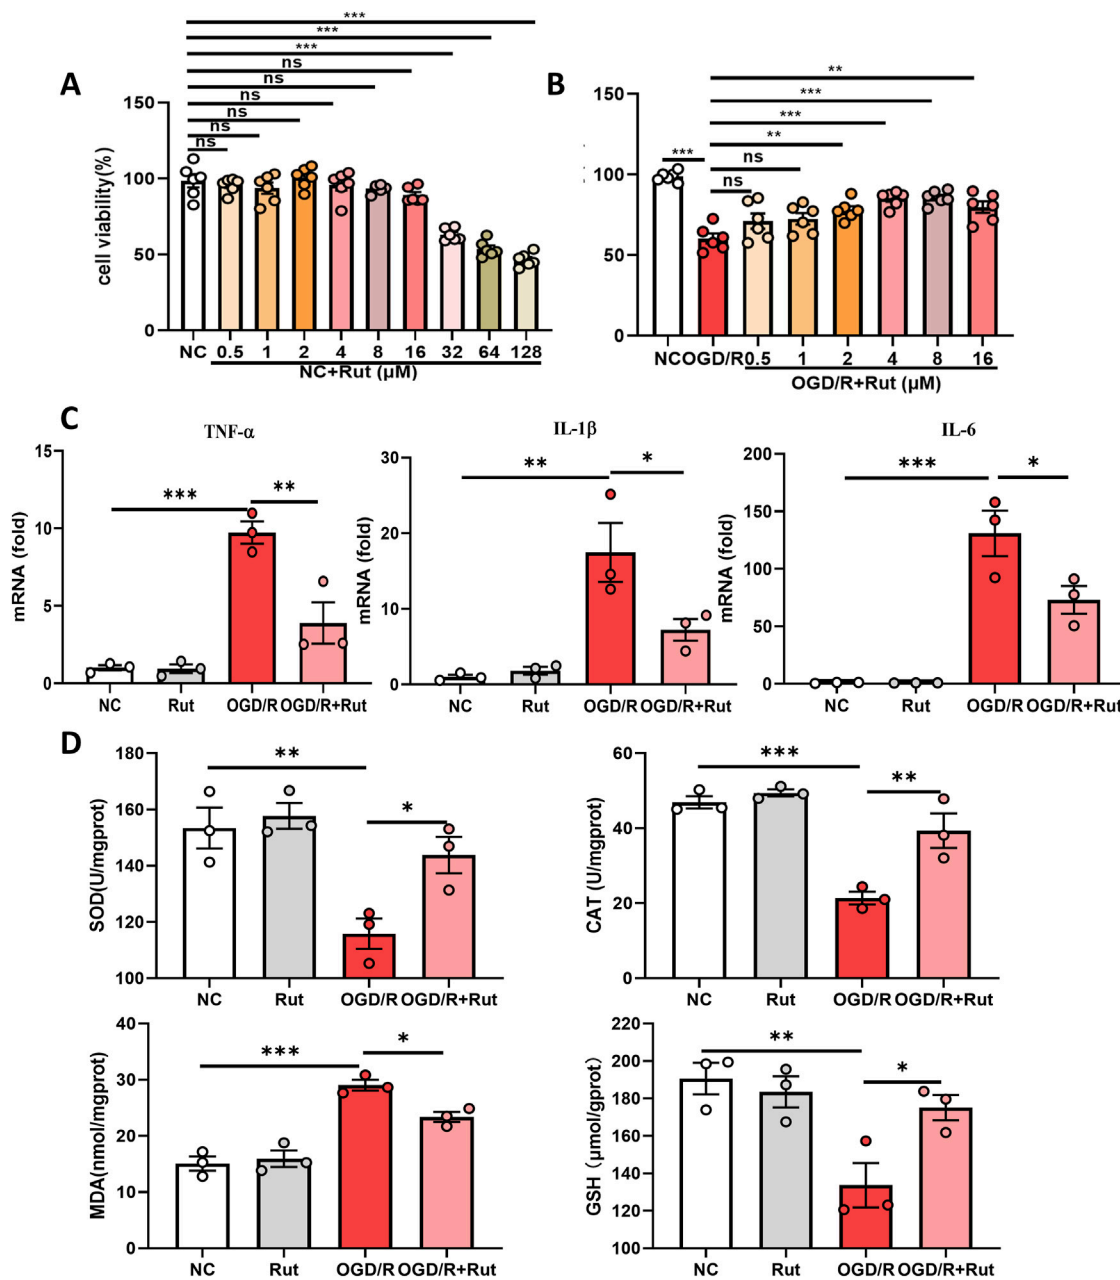 ***
***
***
ns
ns
ns
ns
ns
ns
A
cell viability(%)
150
100
50
0
NC 0.5 1 2 4 8 16 32 64 128
NC+Rut (μM)
B
**
***
***
**
ns
ns
***
150
100
50
0
NC OGD/R 0.5 1 2 4 8 16
OGD/R+Rut (μM)
C
TNF-α
mRNA (fold)
15
10
5
0
***
**
NC Rut OGD/R OGD/R+Rut
IL-1β
mRNA (fold)
30
20
10
0
**
*
NC Rut OGD/R OGD/R+Rut
IL-6
mRNA (fold)
200
150
100
50
0
***
*
NC Rut OGD/R OGD/R+Rut
D
SOD(U/mgprot)
180
160
140
120
100
**
*
NC Rut OGD/R OGD/R+Rut
CAT (U/mgprot)
60
40
20
0
***
**
NC Rut OGD/R OGD/R+Rut
MDA(nmol/mgprot)
40
30
20
10
0
***
*
NC Rut OGD/R OGD/R+Rut
GSH (μmol/gprot)
220
200
180
160
140
120
100
**
*
NC Rut OGD/R OGD/R+Rut